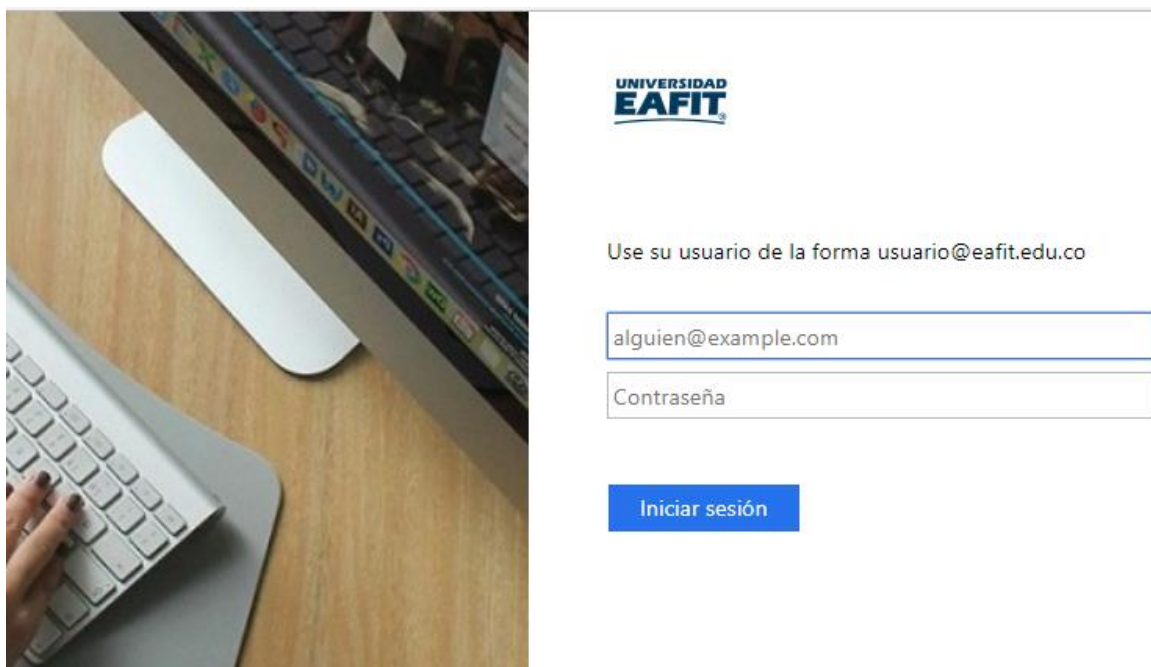 UNIVERSIDAD
EAFIT®
Use su usuario de la forma usuario@eafit.edu.co
alguien@example.com
Contraseña
Iniciar sesión